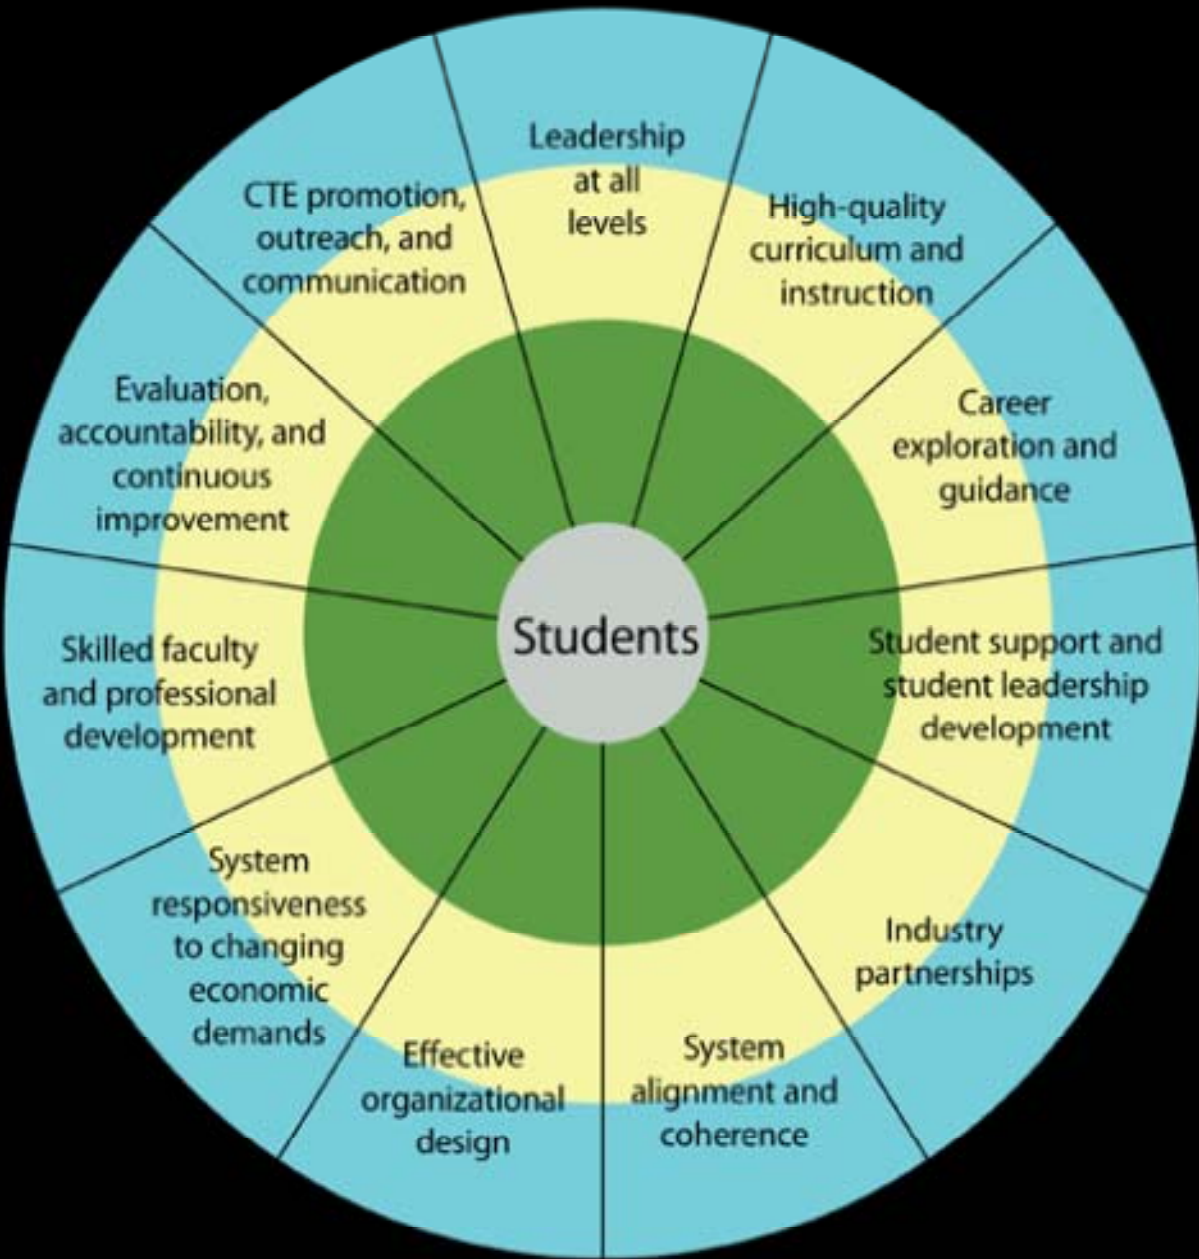 Leadership
at all
levels
High-quality
curriculum and
instruction
Career
exploration and
guidance
Student support and
student leadership
development
Industry
partnerships
System
alignment and
coherence
Effective
organizational
design
System
responsiveness
to changing
economic
demands
Skilled faculty
and professional
development
Evaluation,
accountability, and
continuous
improvement
CTE promotion,
outreach, and
communication
Students